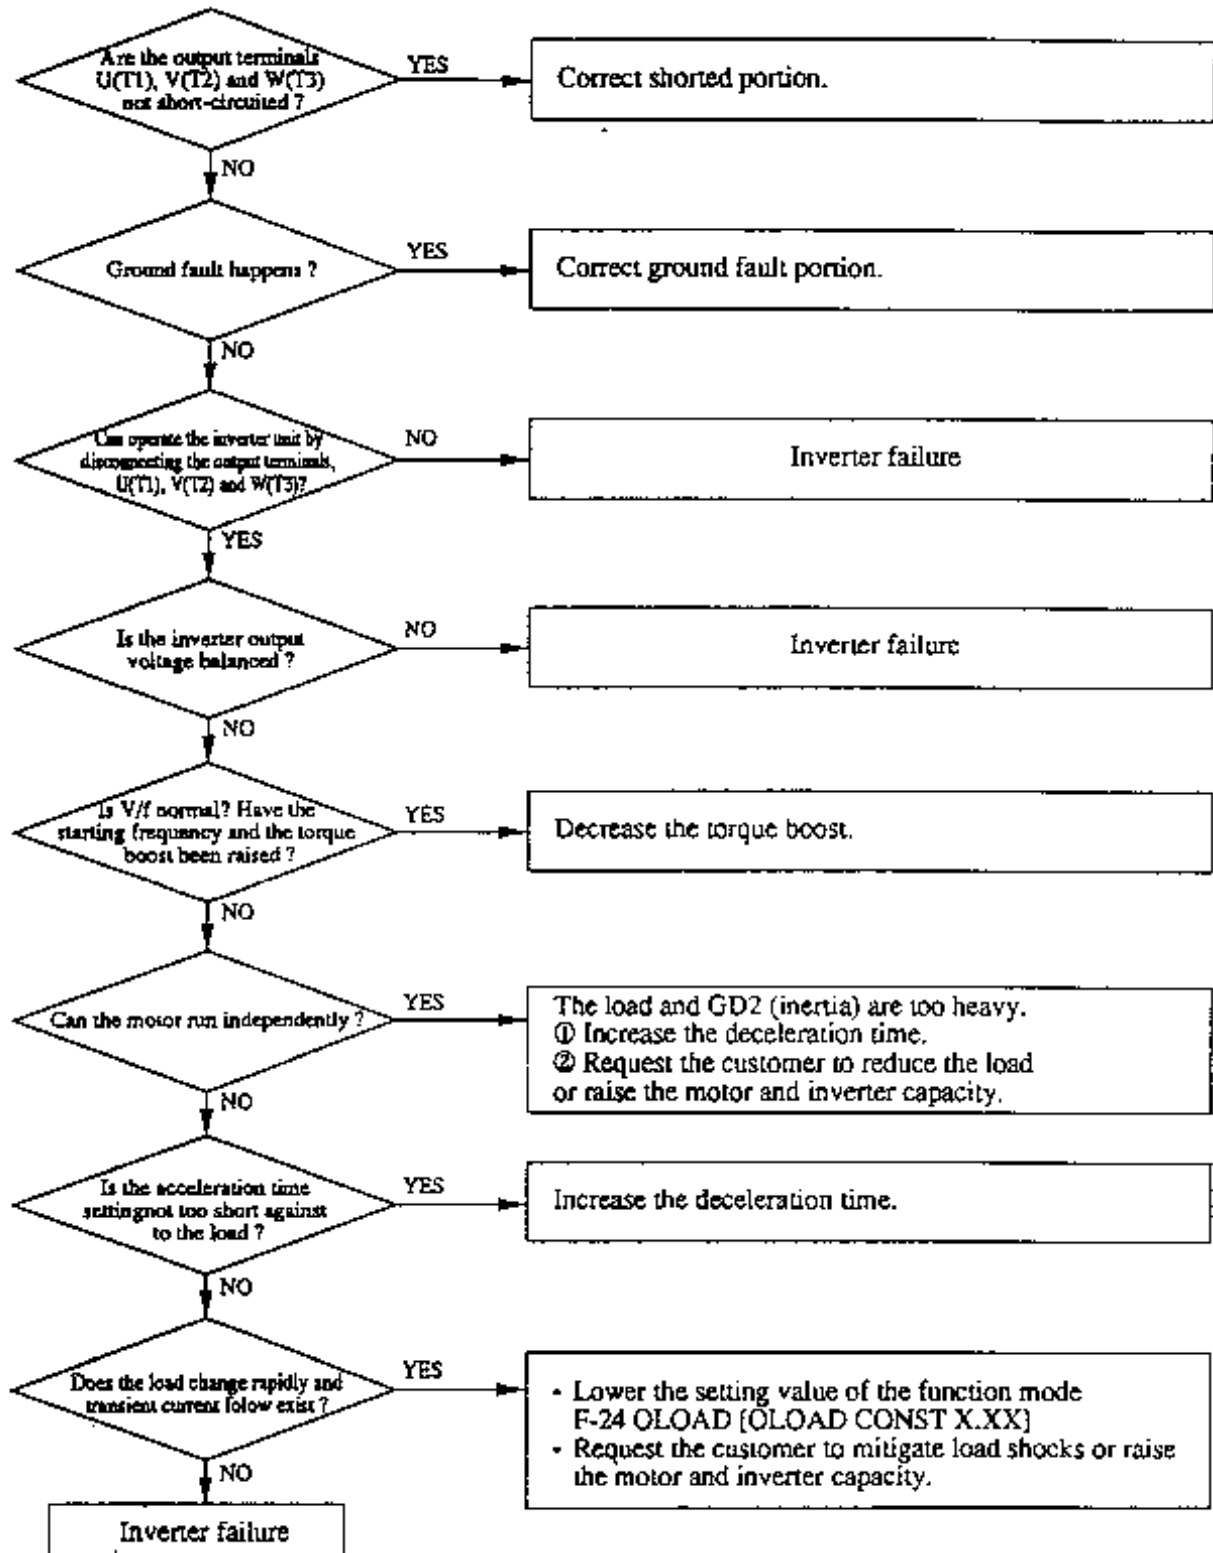 Are the output terminals
U(T1), V(T2) and W(T3)
not short-circuited ?
YES
Correct shorted portion.
NO
Ground fault happens ?
YES
Correct ground fault portion.
NO
Can operate the inverter unit by
disconnecting the output terminals,
U(T1), V(T2) and W(T3)?
NO
Inverter failure
YES
Is the inverter output
voltage balanced ?
NO
Inverter failure
NO
Is V/f normal? Have the
starting frequency and the torque
boost been raised ?
YES
Decrease the torque boost.
NO
Can the motor run independently ?
YES
The load and GD2 (inertia) are too heavy.
① Increase the deceleration time.
② Request the customer to reduce the load
or raise the motor and inverter capacity.
NO
Is the acceleration time
settingnot too short against
to the load ?
YES
Increase the deceleration time.
NO
Does the load change rapidly and
transient current folow exist ?
YES
• Lower the setting value of the function mode
F-24 OLOAD [OLOAD CONST X.XX]
• Request the customer to mitigate load shocks or raise
the motor and inverter capacity.
NO
Inverter failure